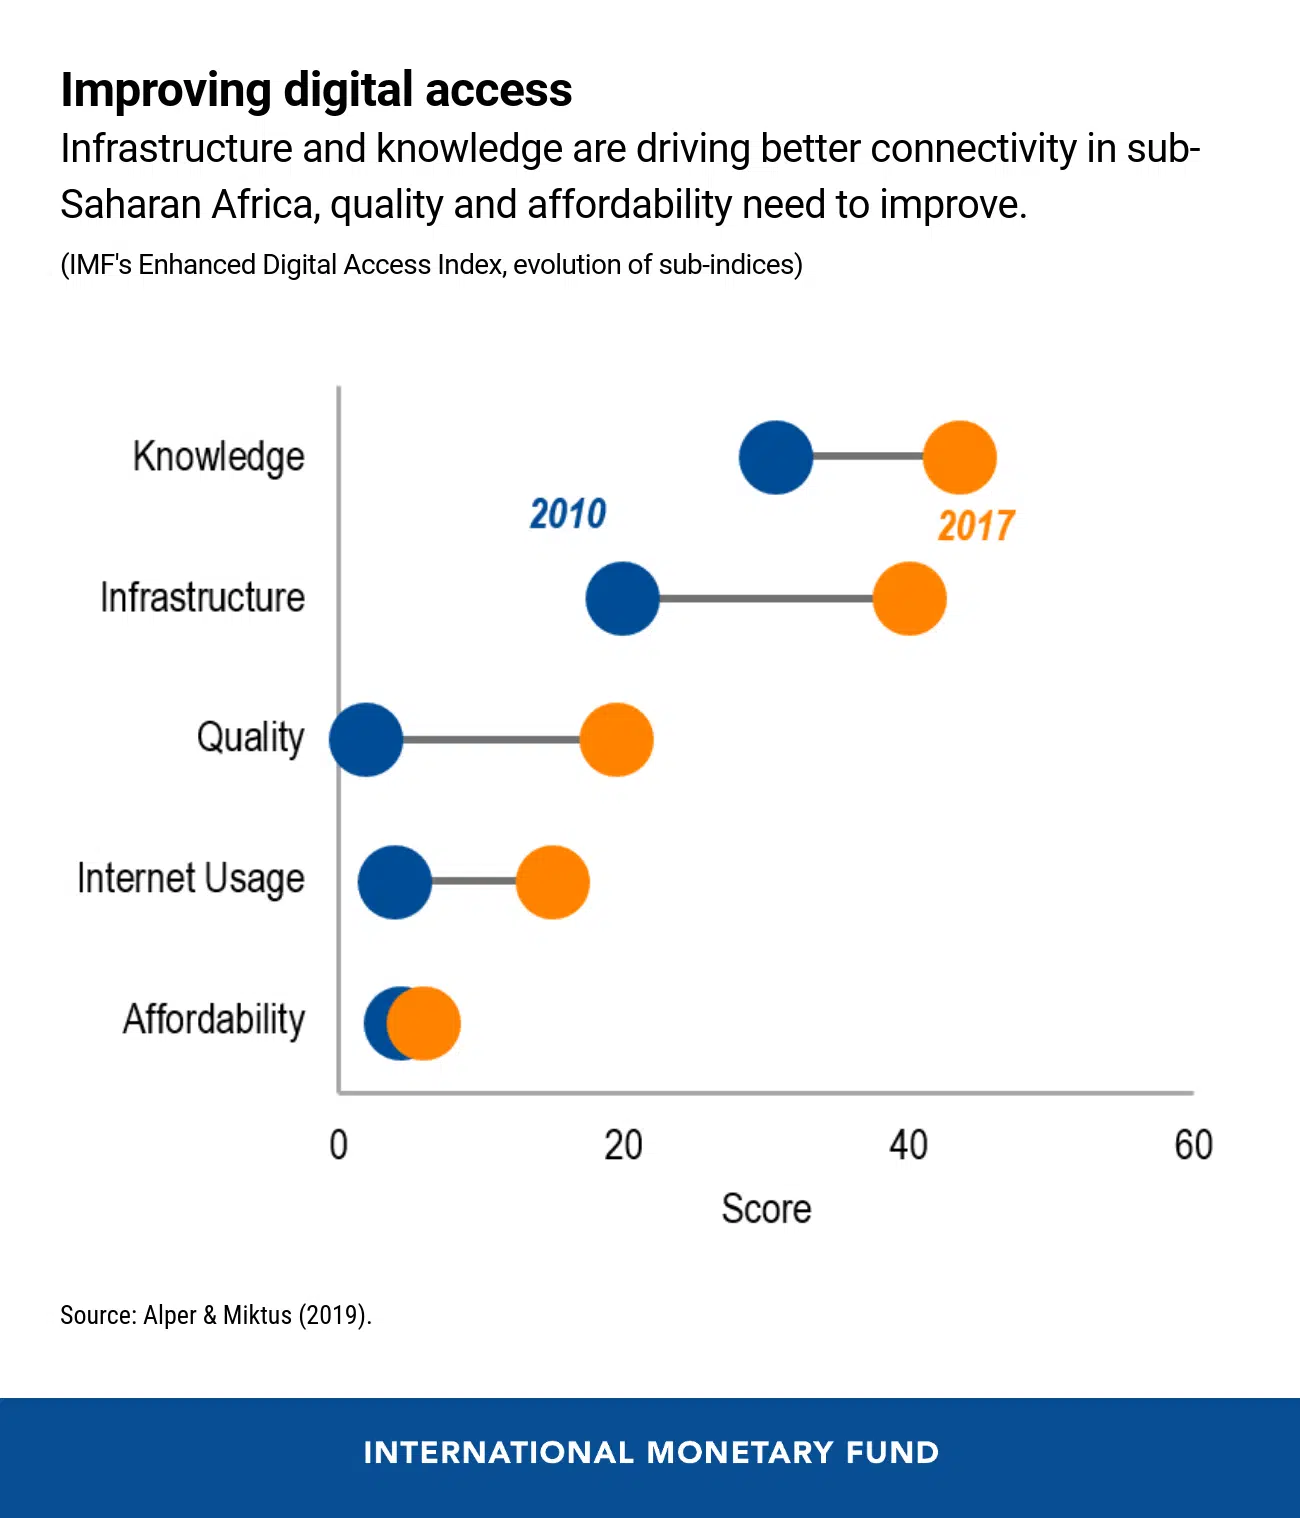 Improving digital access
Infrastructure and knowledge are driving better connectivity in sub-
Saharan Africa, quality and affordability need to improve.
(IMF's Enhanced Digital Access Index, evolution of sub-indices)
Knowledge
2010
2017
Infrastructure
Quality
Internet Usage
Affordability
0 20 40 60
Score
Source: Alper & Miktus (2019).
INTERNATIONAL MONETARY FUND